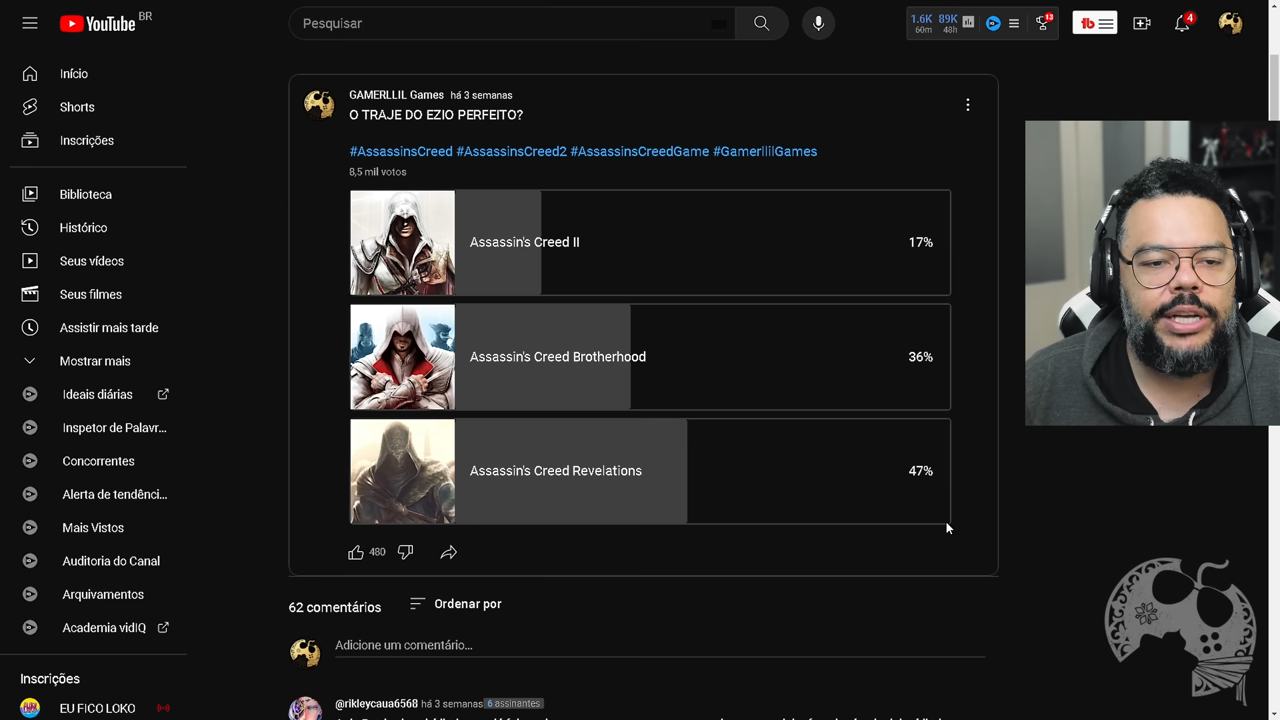 YouTube BR
Pesquisar
1.6K 89K
60m 48h
13
tb
4
Início
Shorts
Inscrições
Biblioteca
Histórico
Seus vídeos
Seus filmes
Assistir mais tarde
Mostrar mais
Ideais diárias
Inspetor de Palavr...
Concorrentes
Alerta de tendênci...
Mais Vistos
Auditoria do Canal
Arquivamentos
Academia vidIQ
Inscrições
EU FICO LOKO
GAMERLLIL Games há 3 semanas
O TRAJE DO EZIO PERFEITO?
#AssassinsCreed #AssassinsCreed2 #AssassinsCreedGame #GamerllilGames
8,5 mil votos
Assassin's Creed II 17%
Assassin's Creed Brotherhood 36%
Assassin's Creed Revelations 47%
480
62 comentários Ordenar por
Adicione um comentário...
@rikleycaua6568 há 3 semanas 6 assinantes